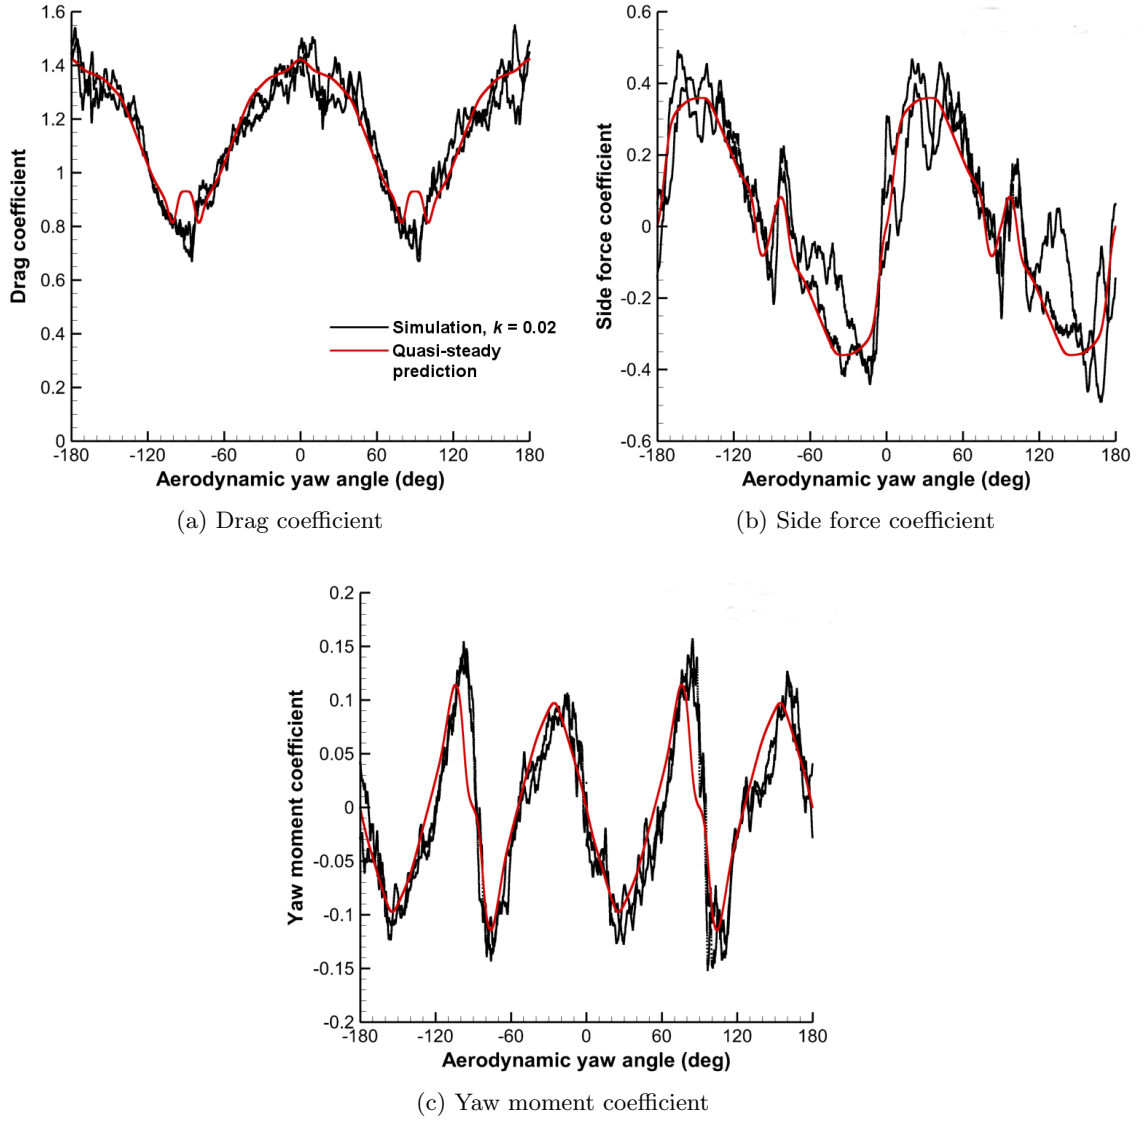 1.6
1.4
1.2
1
0.8
0.6
0.4
0.2
0
Drag coefficient
Simulation, k = 0.02
Quasi-steady
prediction
-180 -120 -60 0 60 120 180
Aerodynamic yaw angle (deg)
(a) Drag coefficient
0.6
0.4
0.2
0
-0.2
-0.4
-0.6
Side force coefficient
-180 -120 -60 0 60 120 180
Aerodynamic yaw angle (deg)
(b) Side force coefficient
0.2
0.15
0.1
0.05
0
-0.05
-0.1
-0.15
-0.2
Yaw moment coefficient
-180 -120 -60 0 60 120 180
Aerodynamic yaw angle (deg)
(c) Yaw moment coefficient